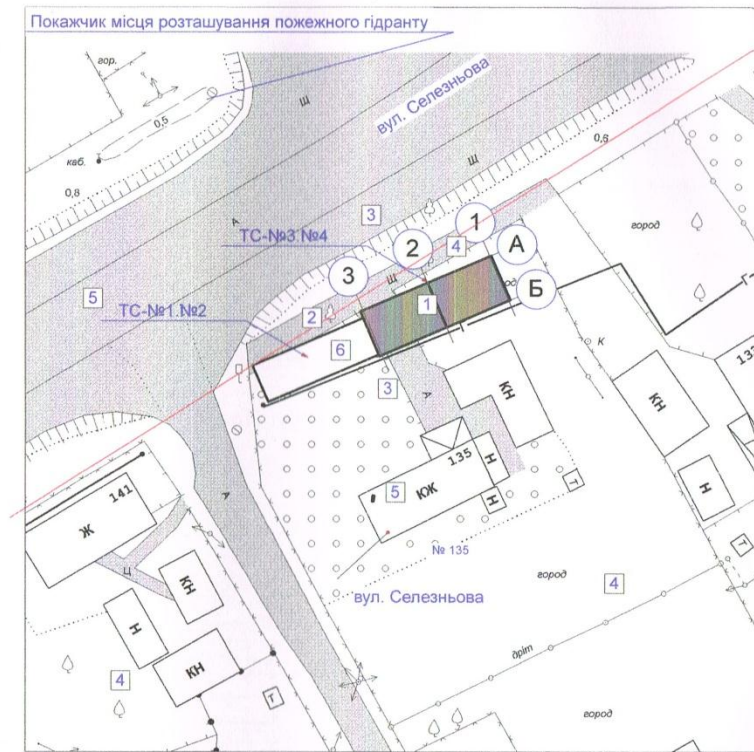 Покажчик місця розташування пожежного гідранту
гор.
Щ
вул. Селезньова
0,5
каб.
0,8
Щ
0,6
3
А
1
ТС-№3.№4
2
4
А
город
5
3
Щ
од
Б
Г
ТС-№1.№2
2
1
6
К
3
КН
А
КН
135
Н
5
КЖ
Н
Т
Н
141
Ж
№ 135
Т
Ц
КН
город
4
вул. Селезньова
А
Н
дріт
КН
4
Т
город